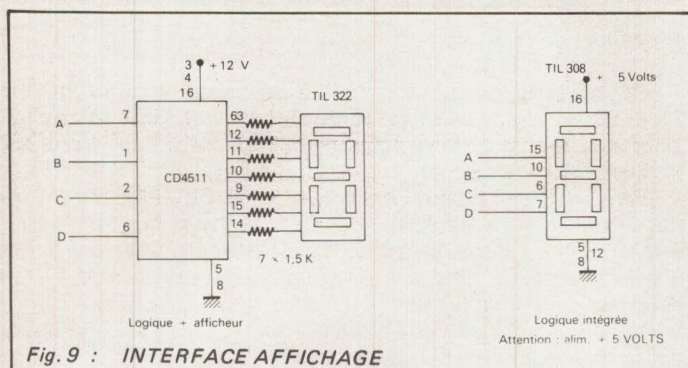 3 + 12 V
4
16
TIL 322
A 7
B 1
C 2
D 6
CD4511
63
12
11
10
9
15
14
7 x 1,5 K
5
8
Logique + afficheur
TIL 308
+ 5 Volts
16
A 15
B 10
C 6
D 7
5
8
12
Logique intégrée
Attention : alim. + 5 VOLTS
Fig. 9 : INTERFACE AFFICHAGE